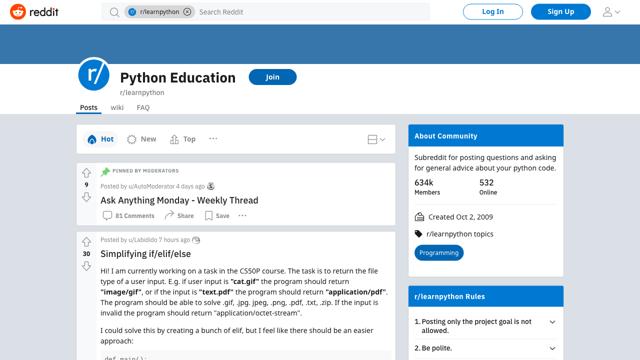 reddit
r/learnpython
Search Reddit
Log In
Sign Up
r/
Python Education
Join
r/learnpython
Posts
wiki
FAQ
Hot
New
Top
PINNED BY MODERATORS
9
Posted by u/AutoModerator 4 days ago
Ask Anything Monday - Weekly Thread
81 Comments
Share
Save
Posted by u/Labidido 7 hours ago
30
Simplifying if/elif/else
Hi! I am currently working on a task in the CS50P course. The task is to return the file
type of a user input. E.g. if user input is "cat.gif" the program should return
"image/gif", or if the input is "text.pdf" the program should return "application/pdf".
The program should be able to solve .gif, .jpg, jpeg, .png, .pdf, .txt, .zip. If the input is
invalid the program should return "application/octet-stream".
I could solve this by creating a bunch of elif, but I feel like there should be an easier
approach:
def main():
About Community
Subreddit for posting questions and asking
for general advice about your python code.
634k
Members
532
Online
Created Oct 2, 2009
r/learnpython topics
Programming
r/learnpython Rules
1. Posting only the project goal is not
allowed.
2. Be polite.